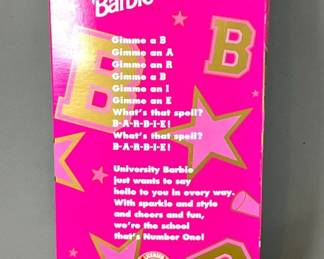 Barbie
B
B
Gimme a B
Gimme an A
Gimme an R
Gimme a B
Gimme an I
Gimme an E
What's that spell?
B-A-R-B-I-E!
What's that spell?
B-A-R-B-I-E!
University Barbie
just wants to say
hello to you in every way.
With sparkle and style
and cheers and fun,
we're the school
that's Number One!
B